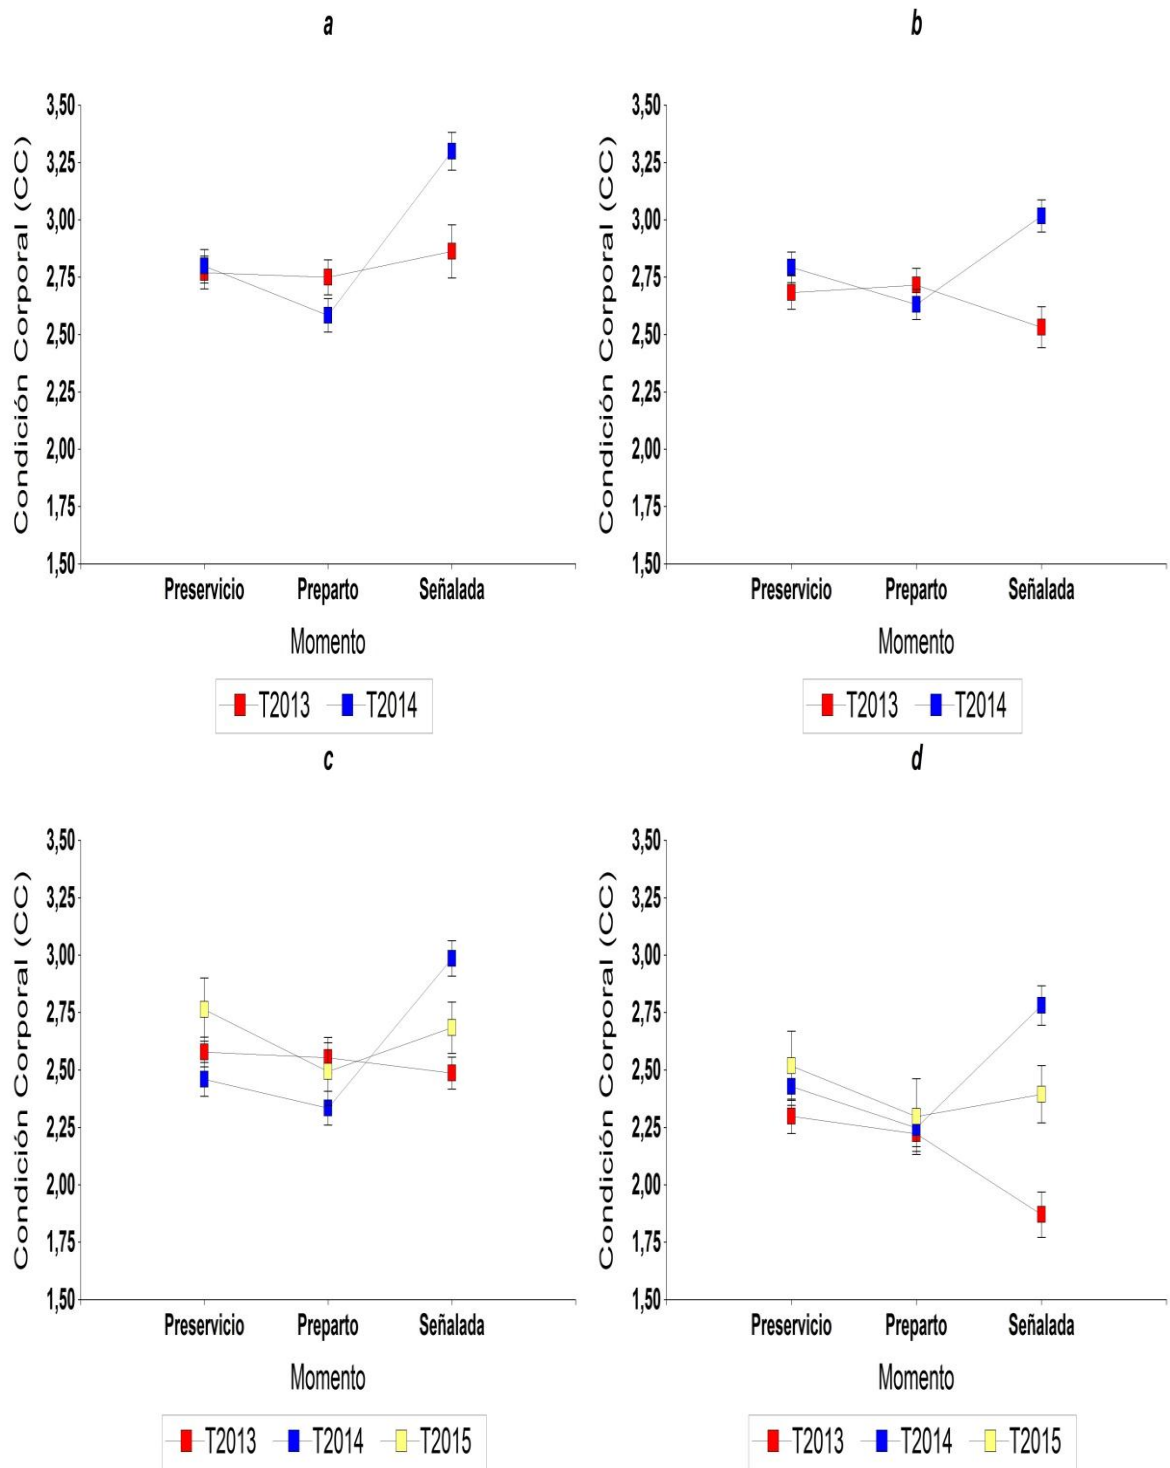 a
Condición Corporal (CC)
3,50
3,25
3,00
2,75
2,50
2,25
2,00
1,75
1,50
Preservicio Preparto Señalada
Momento
T2013 T2014
b
Condición Corporal (CC)
3,50
3,25
3,00
2,75
2,50
2,25
2,00
1,75
1,50
Preservicio Preparto Señalada
Momento
T2013 T2014
c
Condición Corporal (CC)
3,50
3,25
3,00
2,75
2,50
2,25
2,00
1,75
1,50
Preservicio Preparto Señalada
Momento
T2013 T2014 T2015
d
Condición Corporal (CC)
3,50
3,25
3,00
2,75
2,50
2,25
2,00
1,75
1,50
Preservicio Preparto Señalada
Momento
T2013 T2014 T2015